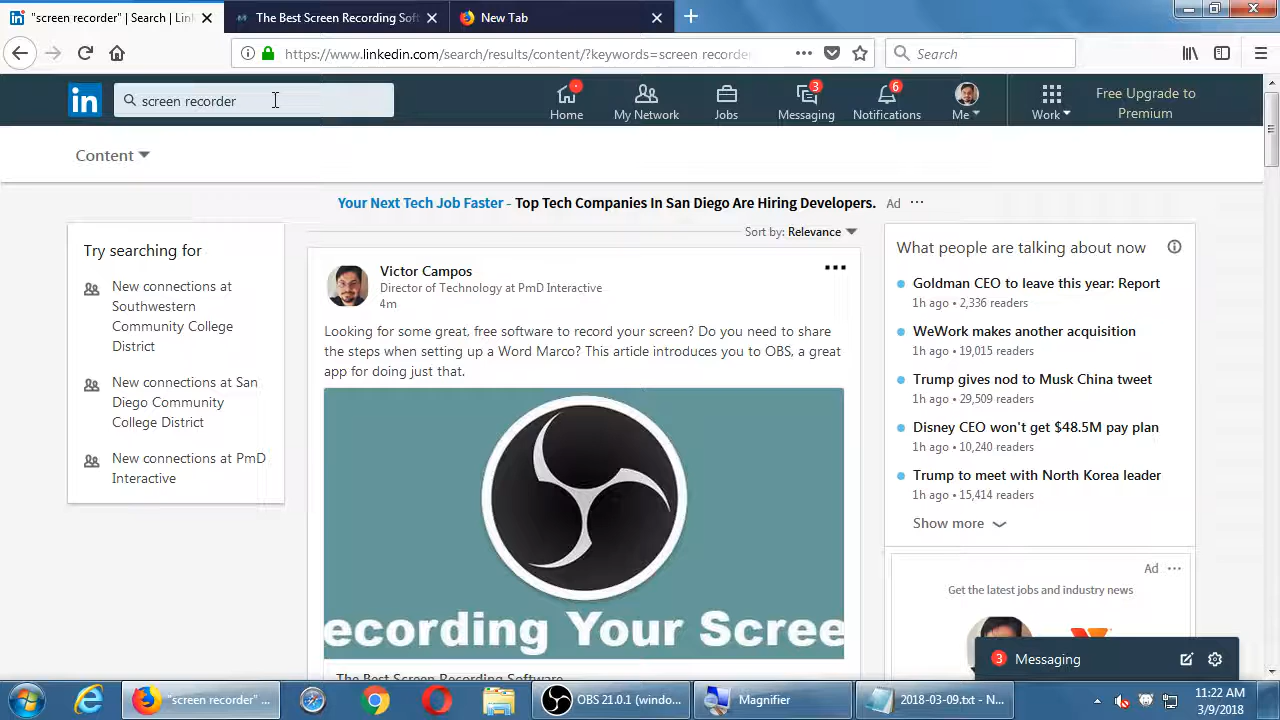 "screen recorder" | Search | Lin
The Best Screen Recording Soft
New Tab
https://www.linkedin.com/search/results/content/?keywords=screen recorde
Search
in
screen recorder
Home
My Network
Jobs
3
Messaging
6
Notifications
Me
Work
Free Upgrade to
Premium
Content
Your Next Tech Job Faster - Top Tech Companies In San Diego Are Hiring Developers. Ad
Try searching for
New connections at
Southwestern
Community College
District
New connections at San
Diego Community
College District
New connections at PmD
Interactive
Sort by: Relevance
Victor Campos
Director of Technology at PmD Interactive
4m
Looking for some great, free software to record your screen? Do you need to share
the steps when setting up a Word Marco? This article introduces you to OBS, a great
app for doing just that.
ecording Your Scree
The Best Screen Recording Software
What people are talking about now
Goldman CEO to leave this year: Report
1h ago • 2,336 readers
WeWork makes another acquisition
1h ago • 19,015 readers
Trump gives nod to Musk China tweet
1h ago • 29,509 readers
Disney CEO won't get $48.5M pay plan
1h ago • 10,240 readers
Trump to meet with North Korea leader
1h ago • 15,414 readers
Show more
Ad
Get the latest jobs and industry news
3 Messaging
"screen recorder" ...
OBS 21.0.1 (windo...
Magnifier
2018-03-09.txt - N...
11:22 AM
3/9/2018